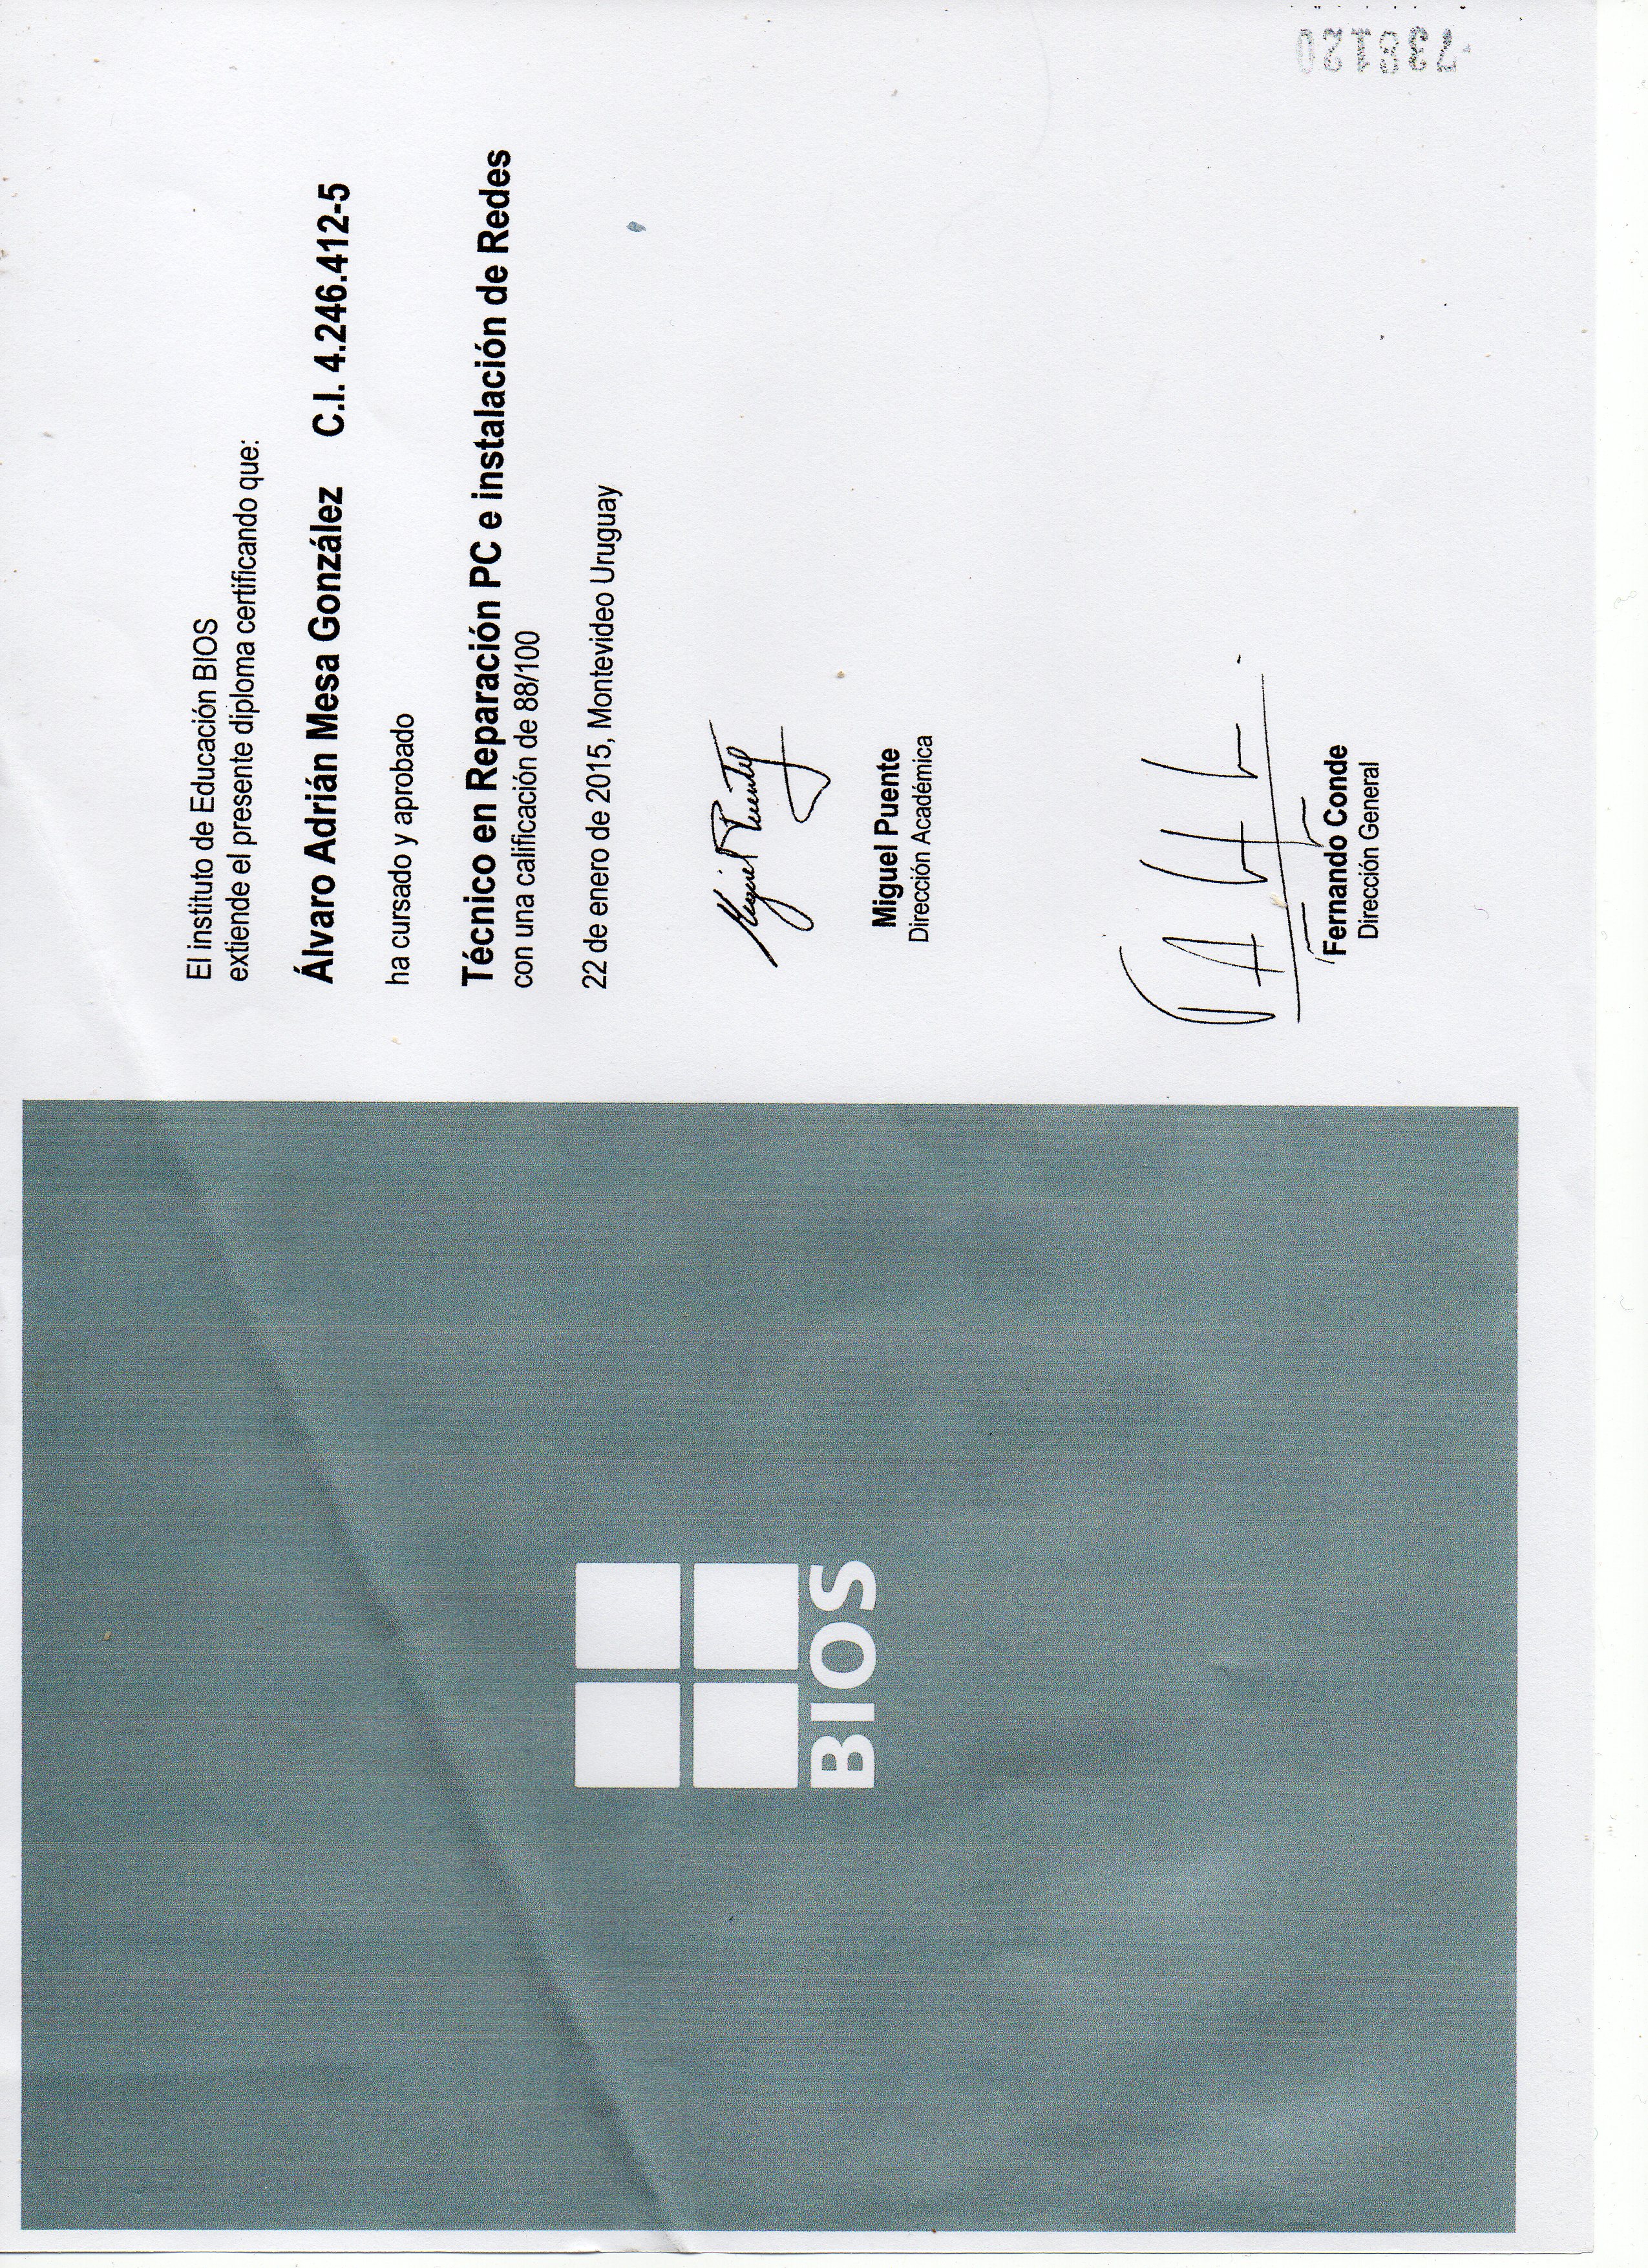 El instituto de Educación BIOS
extiende el presente diploma certificando que:
Álvaro Adrián Mesa González C.I. 4.246.412-5
ha cursado y aprobado
Técnico en Reparación PC e instalación de Redes
con una calificación de 88/100
22 de enero de 2015, Montevideo Uruguay
Miguel Puente
Miguel Puente
Dirección Académica
Fernando Conde
Dirección General
BIOS
738120